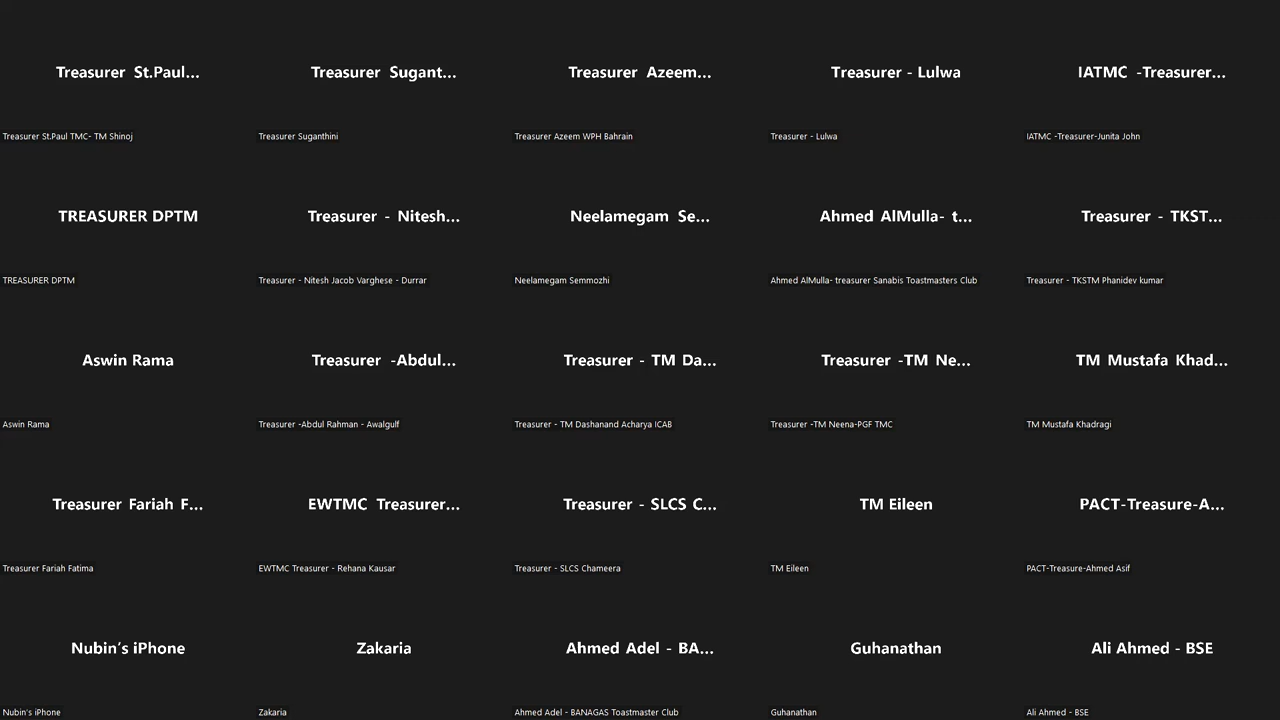 Treasurer St.Paul...
Treasurer Sugant...
Treasurer Azeem...
Treasurer - Lulwa
IATMC -Treasurer...
Treasurer St.Paul TMC- TM Shinoj
Treasurer Suganthini
Treasurer Azeem WPH Bahrain
Treasurer - Lulwa
IATMC -Treasurer-Junita John
TREASURER DPTM
Treasurer - Nitesh...
Neelamegam Se...
Ahmed AlMulla- t...
Treasurer - TKST...
TREASURER DPTM
Treasurer - Nitesh Jacob Varghese - Durrar
Neelamegam Semmozhi
Ahmed AlMulla- treasurer Sanabis Toastmasters Club
Treasurer - TKSTM Phanidev kumar
Aswin Rama
Treasurer -Abdul...
Treasurer - TM Da...
Treasurer -TM Ne...
TM Mustafa Khad...
Aswin Rama
Treasurer -Abdul Rahman - Awalgulf
Treasurer - TM Dashanand Acharya ICAB
Treasurer -TM Neena-PGF TMC
TM Mustafa Khadragi
Treasurer Fariah F...
EWTMC Treasurer...
Treasurer - SLCS C...
TM Eileen
PACT-Treasure-A...
Treasurer Fariah Fatima
EWTMC Treasurer - Rehana Kausar
Treasurer - SLCS Chameera
TM Eileen
PACT-Treasure-Ahmed Asif
Nubin's iPhone
Zakaria
Ahmed Adel - BA...
Guhanathan
Ali Ahmed - BSE
Nubin's iPhone
Zakaria
Ahmed Adel - BANAGAS Toastmaster Club
Guhanathan
Ali Ahmed - BSE